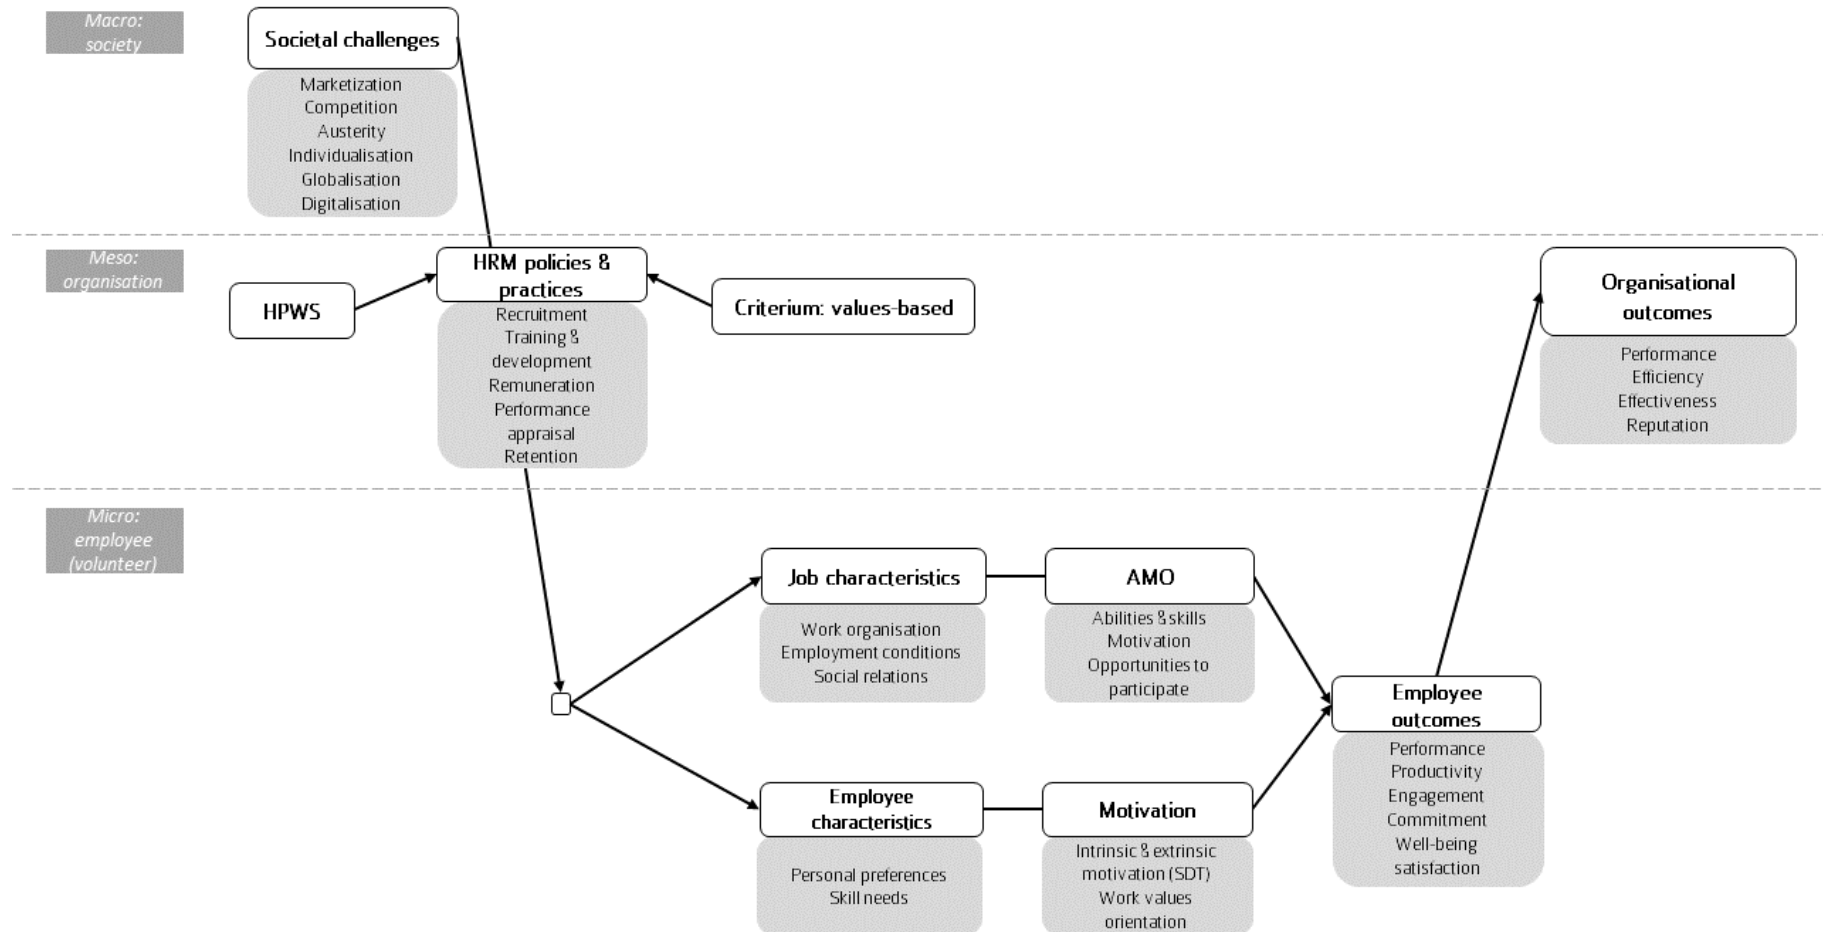 Macro:
society
Societal challenges
Marketization
Competition
Austerity
Individualisation
Globalisation
Digitalisation
Meso:
organisation
HPWS
HRM policies &
practices
Recruitment
Training &
development
Remuneration
Performance
appraisal
Retention
Criterium: values-based
Organisational
outcomes
Performance
Efficiency
Effectiveness
Reputation
Micro:
employee
(volunteer)
Job characteristics
Work organisation
Employment conditions
Social relations
AMO
Abilities & skills
Motivation
Opportunities to
participate
Employee
characteristics
Personal preferences
Skill needs
Motivation
Intrinsic & extrinsic
motivation (SDT)
Work values
orientation
Employee
outcomes
Performance
Productivity
Engagement
Commitment
Well-being
satisfaction